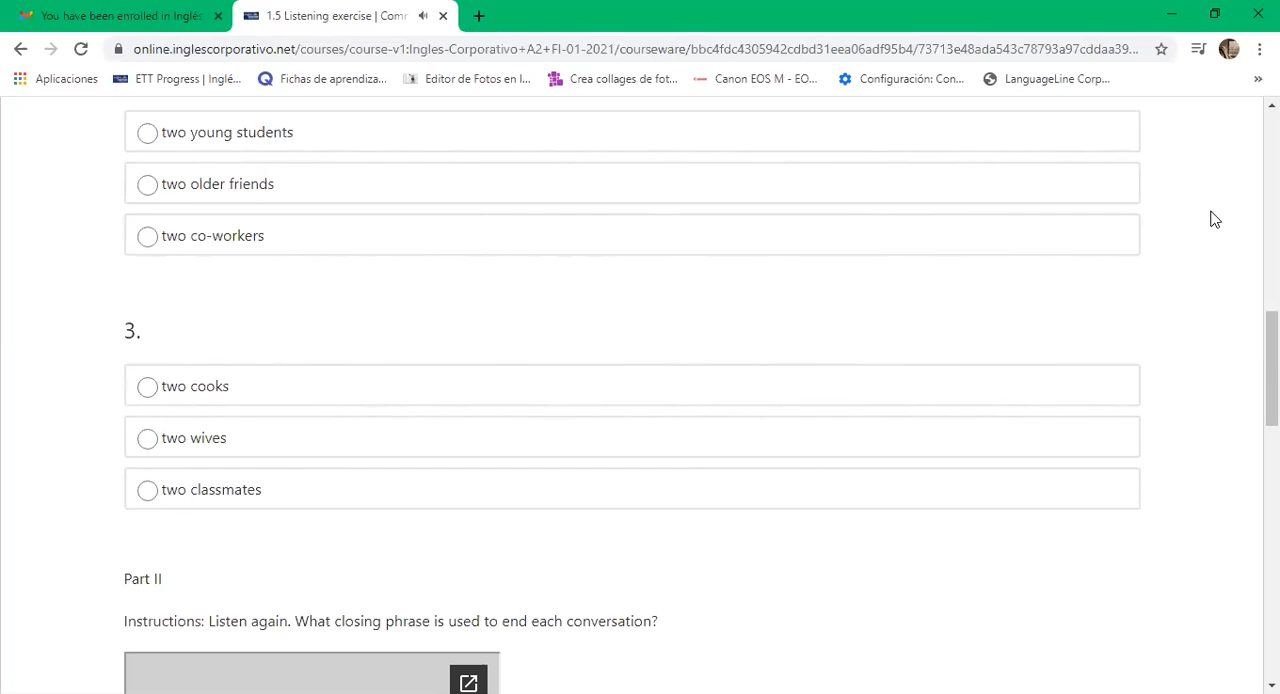 You have been enrolled in Inglés
1.5 Listening exercise | Com
online.inglescorporativo.net/courses/course-v1:Ingles-Corporativo+A2+FI-01-2021/courseware/bbc4fdc4305942cdbd31eea06adf95b4/73713e48ada543c78793a97cddaa39...
Aplicaciones
ETT Progress | Inglé...
Fichas de aprendiza...
Editor de Fotos en l...
Crea collages de fot...
Canon EOS M - EO...
Configuración: Con...
LanguageLine Corp...
»
two young students
two older friends
two co-workers
3.
two cooks
two wives
two classmates
Part II
Instructions: Listen again. What closing phrase is used to end each conversation?